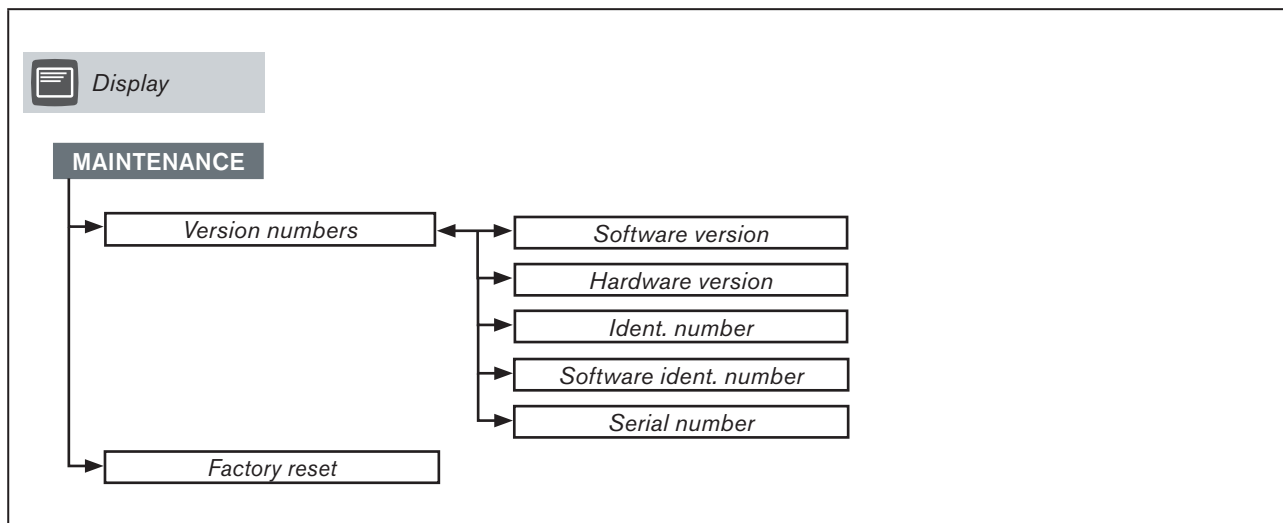 Display
MAINTENANCE
Version numbers
Software version
Hardware version
Ident. number
Software ident. number
Serial number
Factory reset